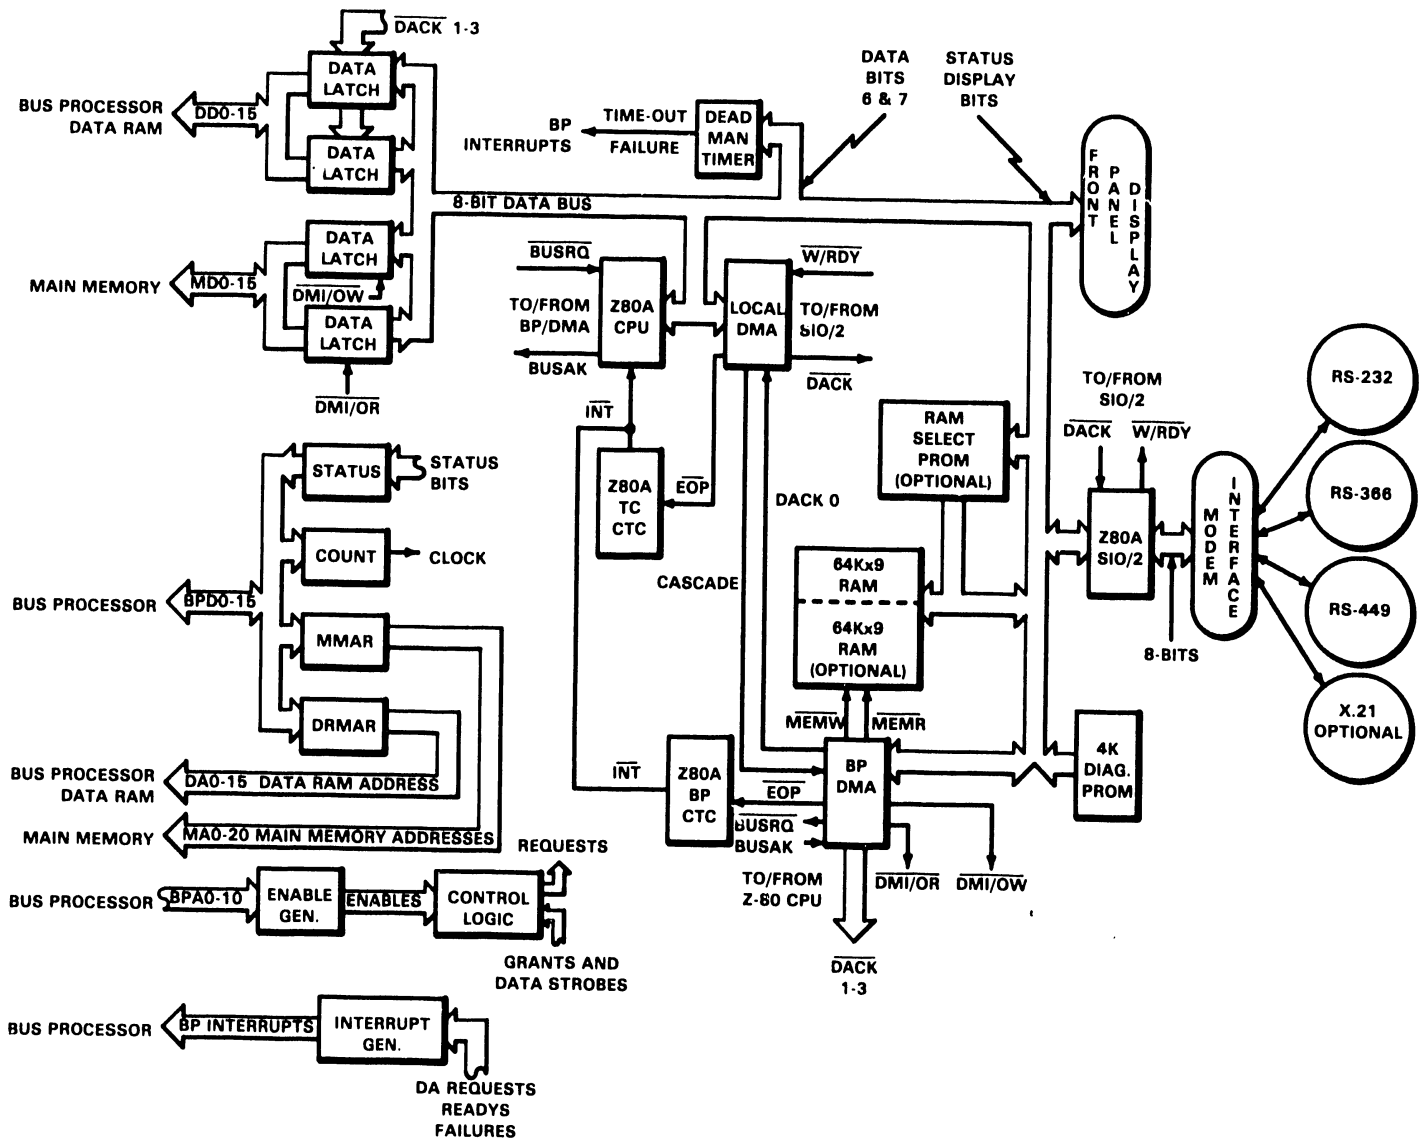 DACK 1-3
DATA
LATCH
BUS PROCESSOR
DATA RAM
DD0-15
DATA
LATCH
DATA
LATCH
MAIN MEMORY
MD0-15
DMI/OW
DATA
LATCH
DMI/OR
8-BIT DATA BUS
BP
INTERRUPTS
TIME-OUT
FAILURE
DEAD
MAN
TIMER
DATA
BITS
6 & 7
STATUS
DISPLAY
BITS
FRONT
PANEL
DISPLAY
BUSRQ
TO/FROM
BP/DMA
BUSAK
Z80A
CPU
LOCAL
DMA
W/RDY
TO/FROM
SIO/2
DACK
INT
Z80A
TC
CTC
EOP
DACK 0
CASCADE
RAM
SELECT
PROM
(OPTIONAL)
64Kx9
RAM
64Kx9
RAM
(OPTIONAL)
MEMW
MEMR
TO/FROM
SIO/2
DACK
W/RDY
Z80A
SIO/2
8-BITS
MODEM
INTERFACE
RS-232
RS-366
RS-449
X.21
OPTIONAL
STATUS
STATUS
BITS
COUNT
CLOCK
BUS PROCESSOR
BPD0-15
MMAR
DRMAR
BUS PROCESSOR
DATA RAM
DA0-15 DATA RAM ADDRESS
MAIN MEMORY
MA0-20 MAIN MEMORY ADDRESSES
INT
Z80A
BP
CTC
EOP
BUSRQ
BUSAK
BP
DMA
4K
DIAG.
PROM
TO/FROM
Z-80 CPU
DMI/OR
DMI/OW
DACK
1-3
BUS PROCESSOR
BPA0-10
ENABLE
GEN.
ENABLES
CONTROL
LOGIC
REQUESTS
GRANTS AND
DATA STROBES
BUS PROCESSOR
BP INTERRUPTS
INTERRUPT
GEN.
DA REQUESTS
READYS
FAILURES